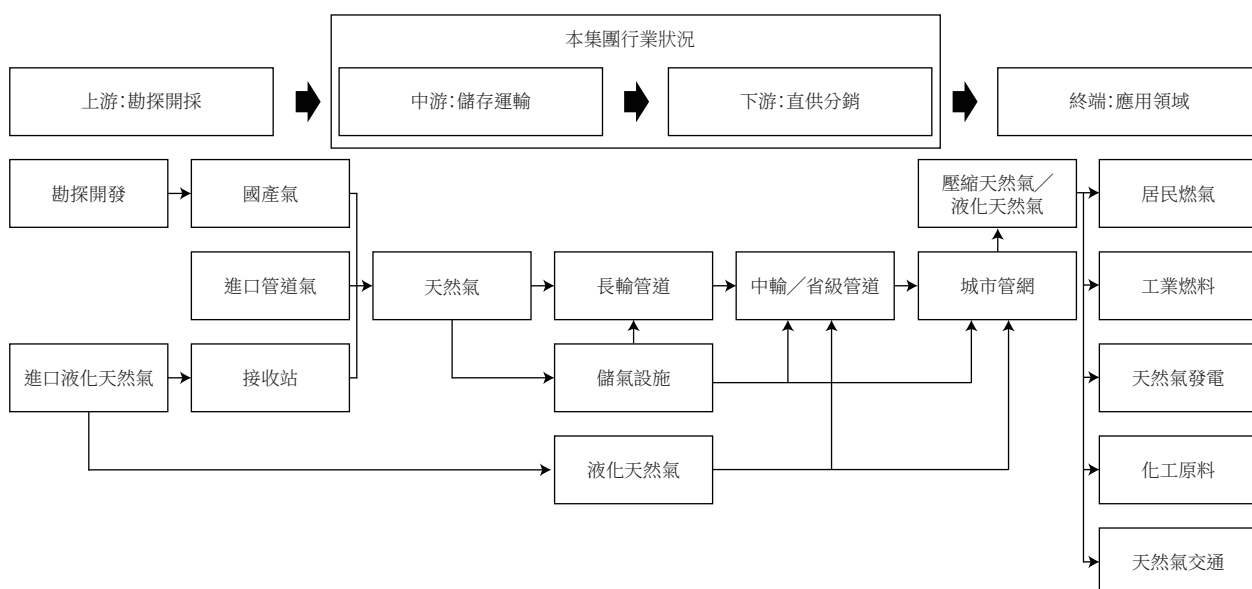 本集團行業狀況
上游：勘探開採
中游：儲存運輸
下游：直供分銷
終端：應用領域
勘探開發
國產氣
壓縮天然氣／
液化天然氣
居民燃氣
進口管道氣
天然氣
長輸管道
中輸／省級管道
城市管網
工業燃料
進口液化天然氣
接收站
儲氣設施
天然氣發電
液化天然氣
化工原料
天然氣交通